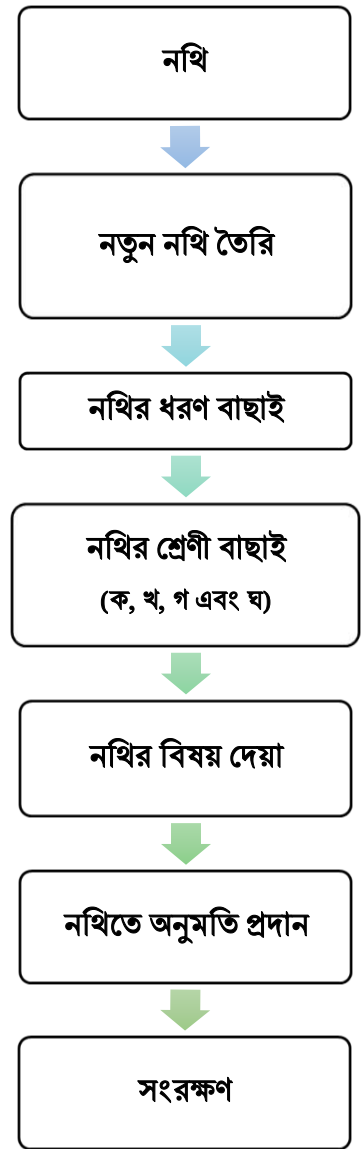 নথি
নতুন নথি তৈরি
নথির ধরণ বাছাই
নথির শ্রেণী বাছাই
(ক, খ, গ এবং ঘ)
নথির বিষয় দেয়া
নথিতে অনুমতি প্রদান
সংরক্ষণ